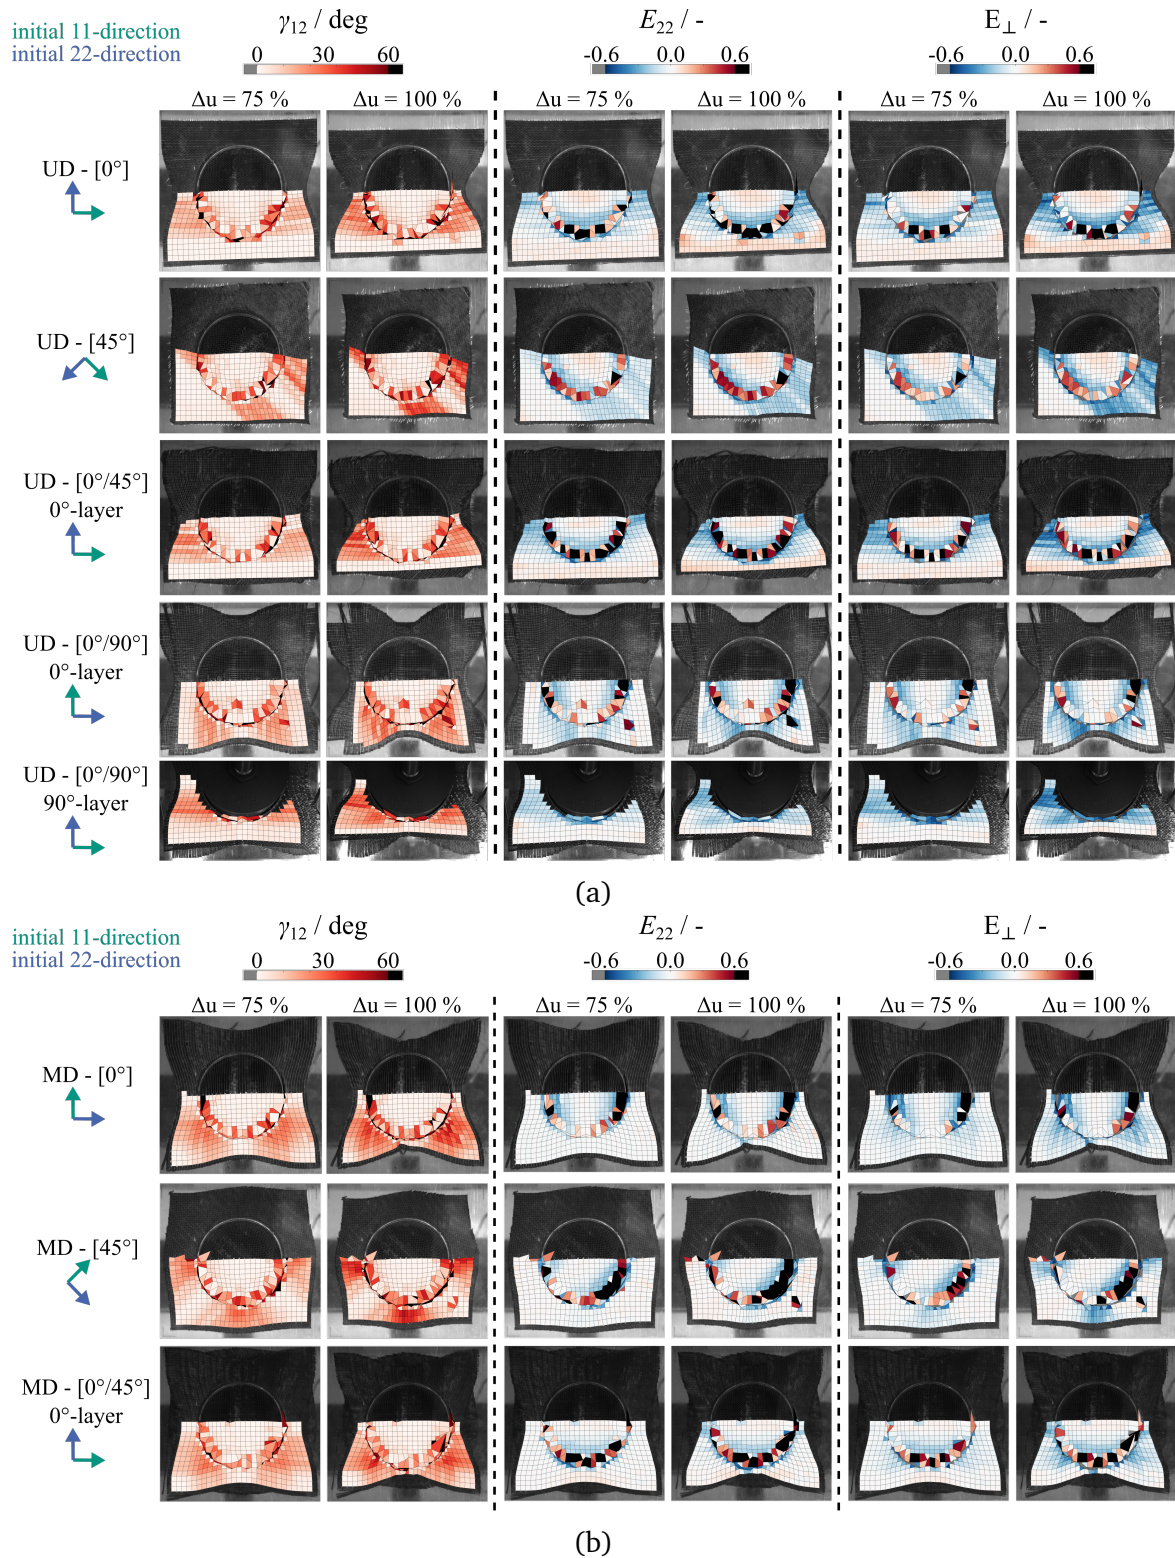 initial 11-direction
initial 22-direction
γ12 / deg
E22 / -
E⊥ / -
0 30 60
-0.6 0.0 0.6
-0.6 0.0 0.6
Δu = 75 % Δu = 100 % Δu = 75 % Δu = 100 % Δu = 75 % Δu = 100 %
UD - [0°]
UD - [45°]
UD - [0°/45°]
0°-layer
UD - [0°/90°]
0°-layer
UD - [0°/90°]
90°-layer
(a)
initial 11-direction
initial 22-direction
γ12 / deg
E22 / -
E⊥ / -
0 30 60
-0.6 0.0 0.6
-0.6 0.0 0.6
Δu = 75 % Δu = 100 % Δu = 75 % Δu = 100 % Δu = 75 % Δu = 100 %
MD - [0°]
MD - [45°]
MD - [0°/45°]
0°-layer
(b)